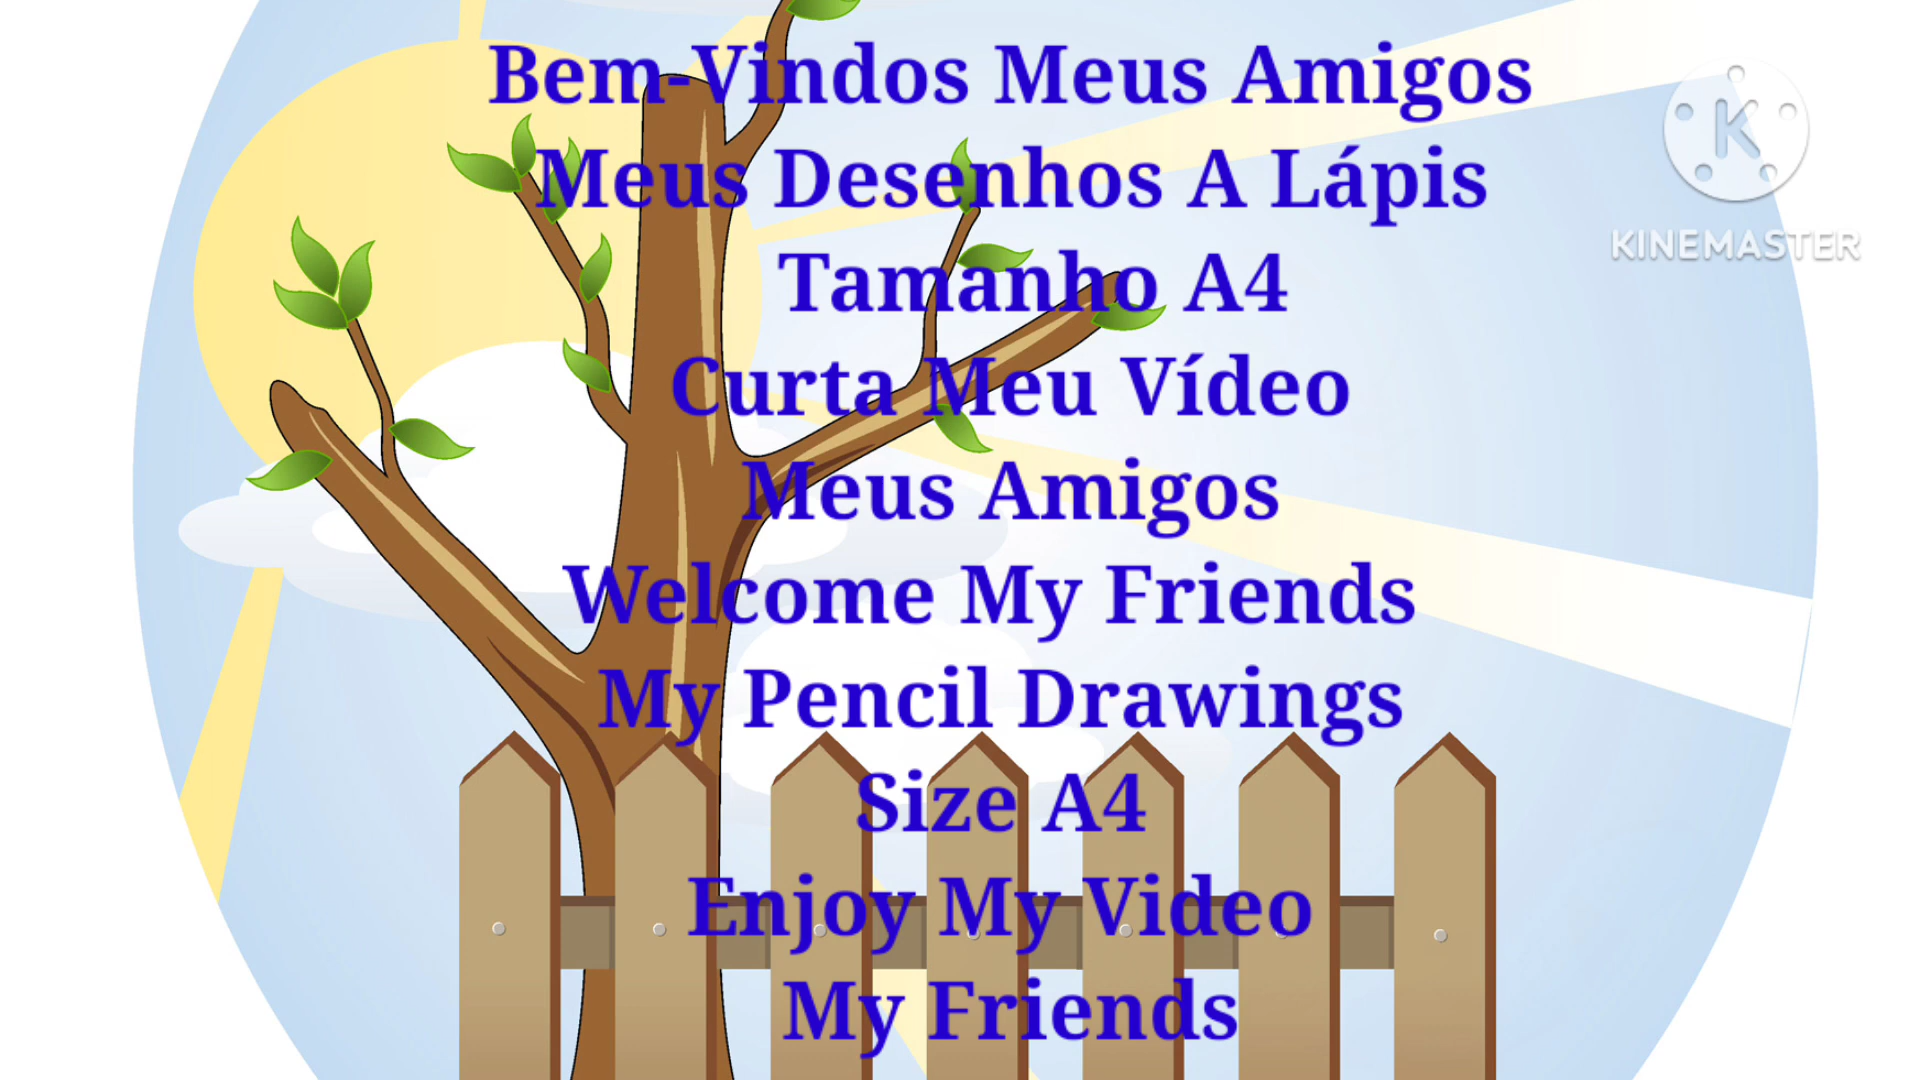 Bem-Vindos Meus Amigos
Meus Desenhos A Lápis
Tamanho A4
Curta Meu Vídeo
Meus Amigos
Welcome My Friends
My Pencil Drawings
Size A4
Enjoy My Video
My Friends
K
KINEMASTER